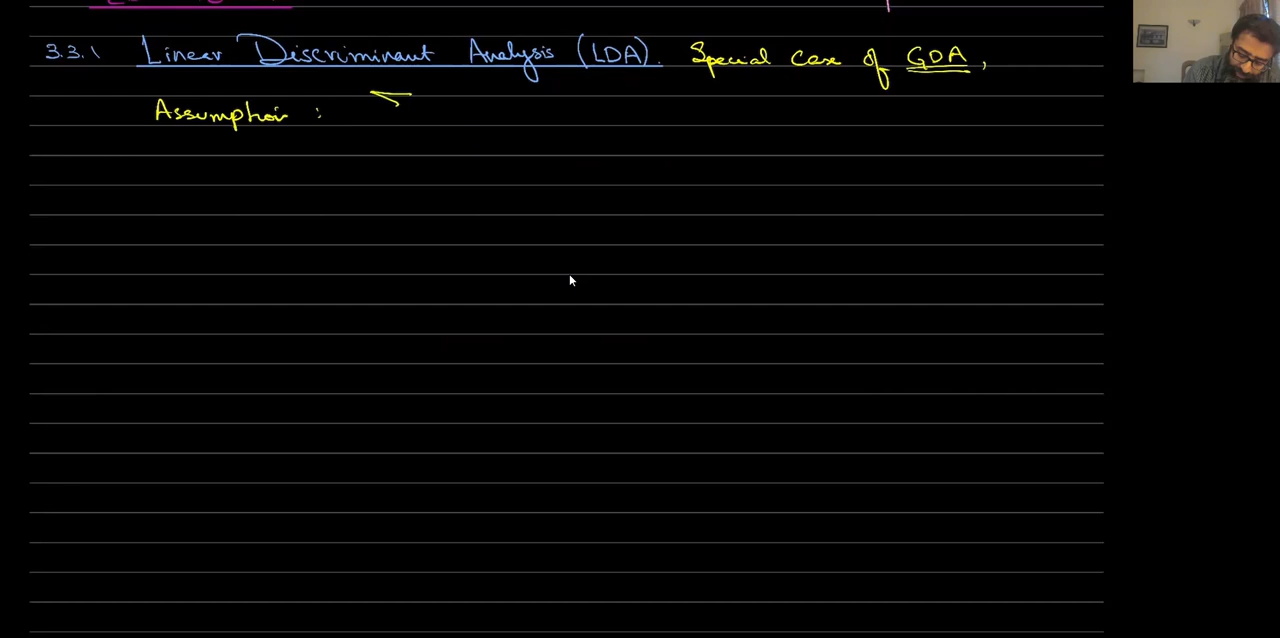 3.3.1 Linear Discriminant Analysis (LDA). Special case of GDA,
Assumption :